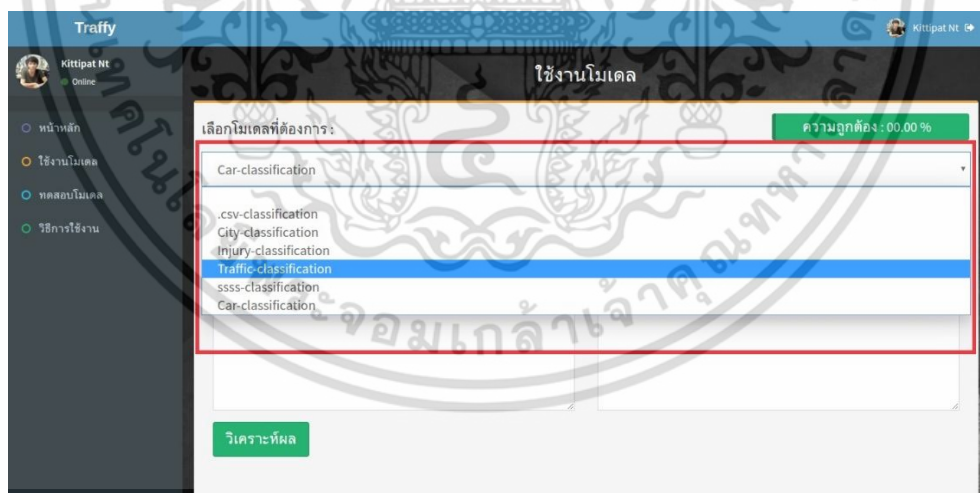 Traffy
Kittipat Nt
Kittipat Nt
Online
ใช้งานโมเดล
หน้าหลัก
ใช้งานโมเดล
ทดสอบโมเดล
วิธีการใช้งาน
เลือกโมเดลที่ต้องการ :
ความถูกต้อง : 00.00 %
Car-classification
.csv-classification
City-classification
Injury-classification
Traffic-classification
ssss-classification
Car-classification
วิเคราะห์ผล